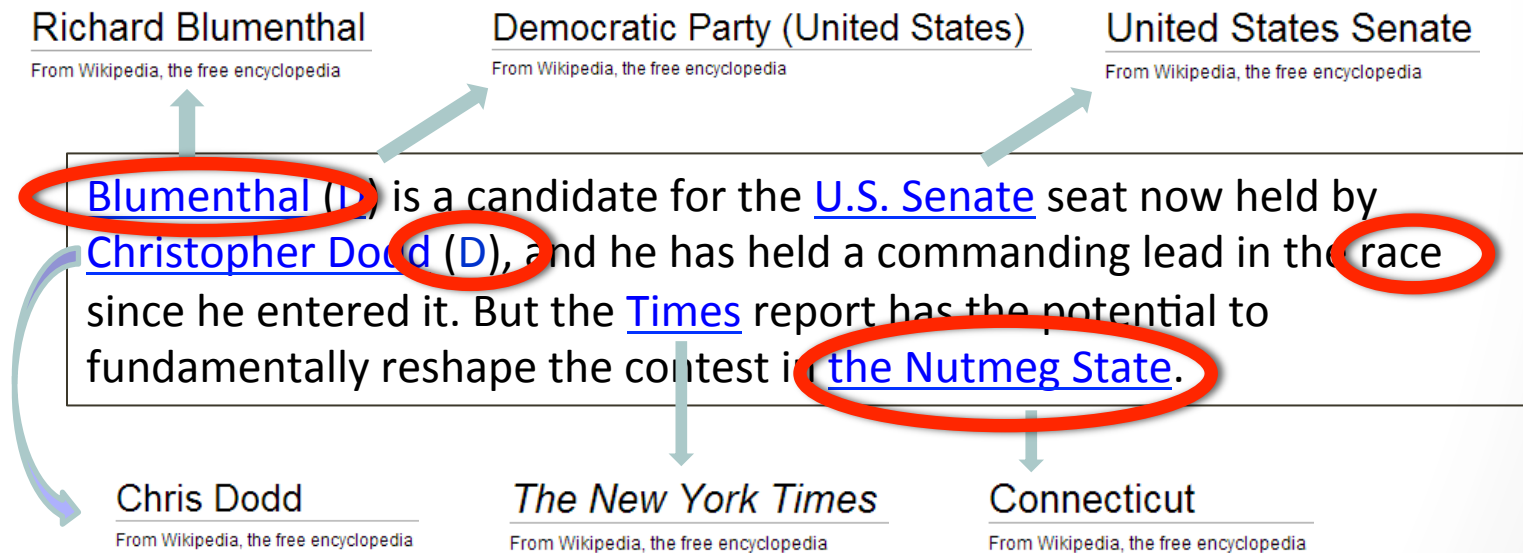 Richard Blumenthal
From Wikipedia, the free encyclopedia
Democratic Party (United States)
From Wikipedia, the free encyclopedia
United States Senate
From Wikipedia, the free encyclopedia
Blumenthal (D) is a candidate for the U.S. Senate seat now held by
Christopher Dodd (D), and he has held a commanding lead in the race
since he entered it. But the Times report has the potential to
fundamentally reshape the contest in the Nutmeg State.
Chris Dodd
From Wikipedia, the free encyclopedia
The New York Times
From Wikipedia, the free encyclopedia
Connecticut
From Wikipedia, the free encyclopedia